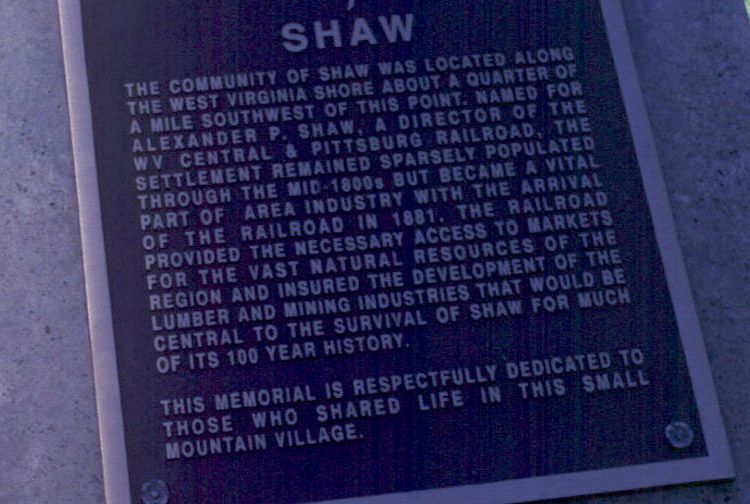 SHAW
THE COMMUNITY OF SHAW WAS LOCATED ALONG
THE WEST VIRGINIA SHORE ABOUT A QUARTER OF
A MILE SOUTHWEST OF THIS POINT. NAMED FOR
ALEXANDER P. SHAW, A DIRECTOR OF THE
WV CENTRAL & PITTSBURG RAILROAD, THE
SETTLEMENT REMAINED SPARSELY POPULATED
THROUGH THE MID-1800s BUT BECAME A VITAL
PART OF AREA INDUSTRY WITH THE ARRIVAL
OF THE RAILROAD IN 1881. THE RAILROAD
PROVIDED THE NECESSARY ACCESS TO MARKETS
FOR THE VAST NATURAL RESOURCES OF THE
REGION AND INSURED THE DEVELOPMENT OF THE
LUMBER AND MINING INDUSTRIES THAT WOULD BE
CENTRAL TO THE SURVIVAL OF SHAW FOR MUCH
OF ITS 100 YEAR HISTORY.
THIS MEMORIAL IS RESPECTFULLY DEDICATED TO
THOSE WHO SHARED LIFE IN THIS SMALL
MOUNTAIN VILLAGE.